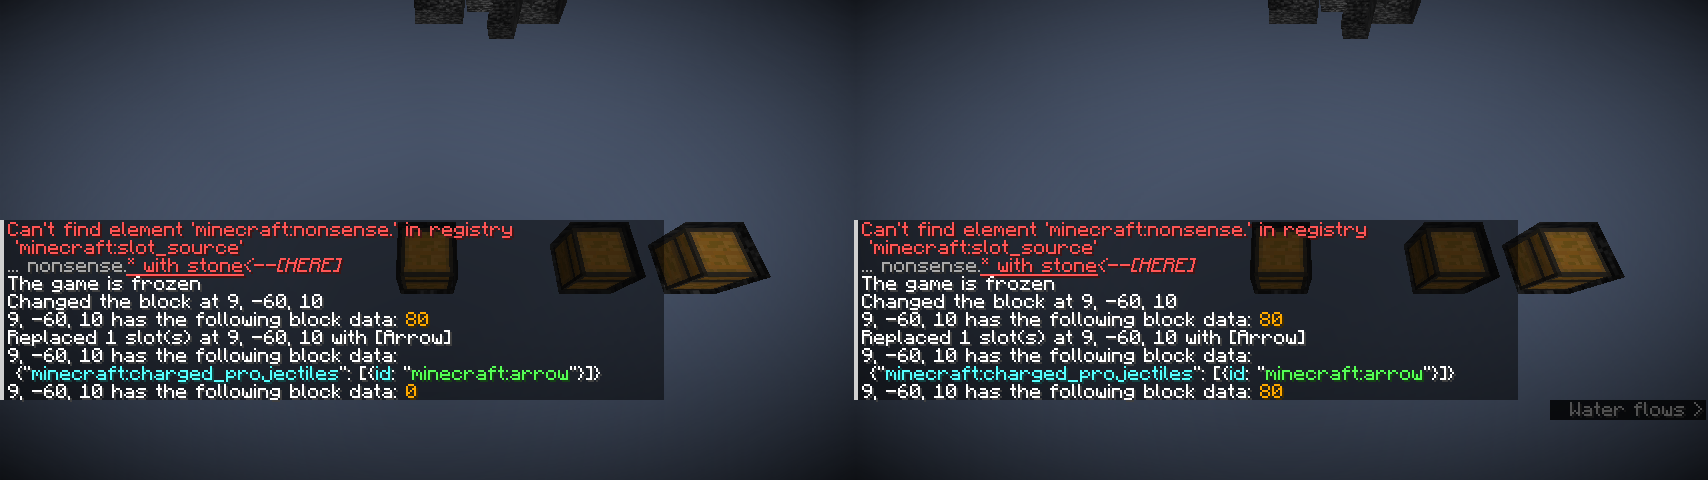 Can't find element 'minecraft:nonsense.' in registry
'minecraft:slot_source'
... nonsense.* with stone<--[HERE]
The game is frozen
Changed the block at 9, -60, 10
9, -60, 10 has the following block data: 80
Replaced 1 slot(s) at 9, -60, 10 with [Arrow]
9, -60, 10 has the following block data:
{"minecraft:charged_projectiles": [{id: "minecraft:arrow"}]}
9, -60, 10 has the following block data: 0
Can't find element 'minecraft:nonsense.' in registry
'minecraft:slot_source'
... nonsense.* with stone<--[HERE]
The game is frozen
Changed the block at 9, -60, 10
9, -60, 10 has the following block data: 80
Replaced 1 slot(s) at 9, -60, 10 with [Arrow]
9, -60, 10 has the following block data:
{"minecraft:charged_projectiles": [{id: "minecraft:arrow"}]}
9, -60, 10 has the following block data: 80
Water flows >